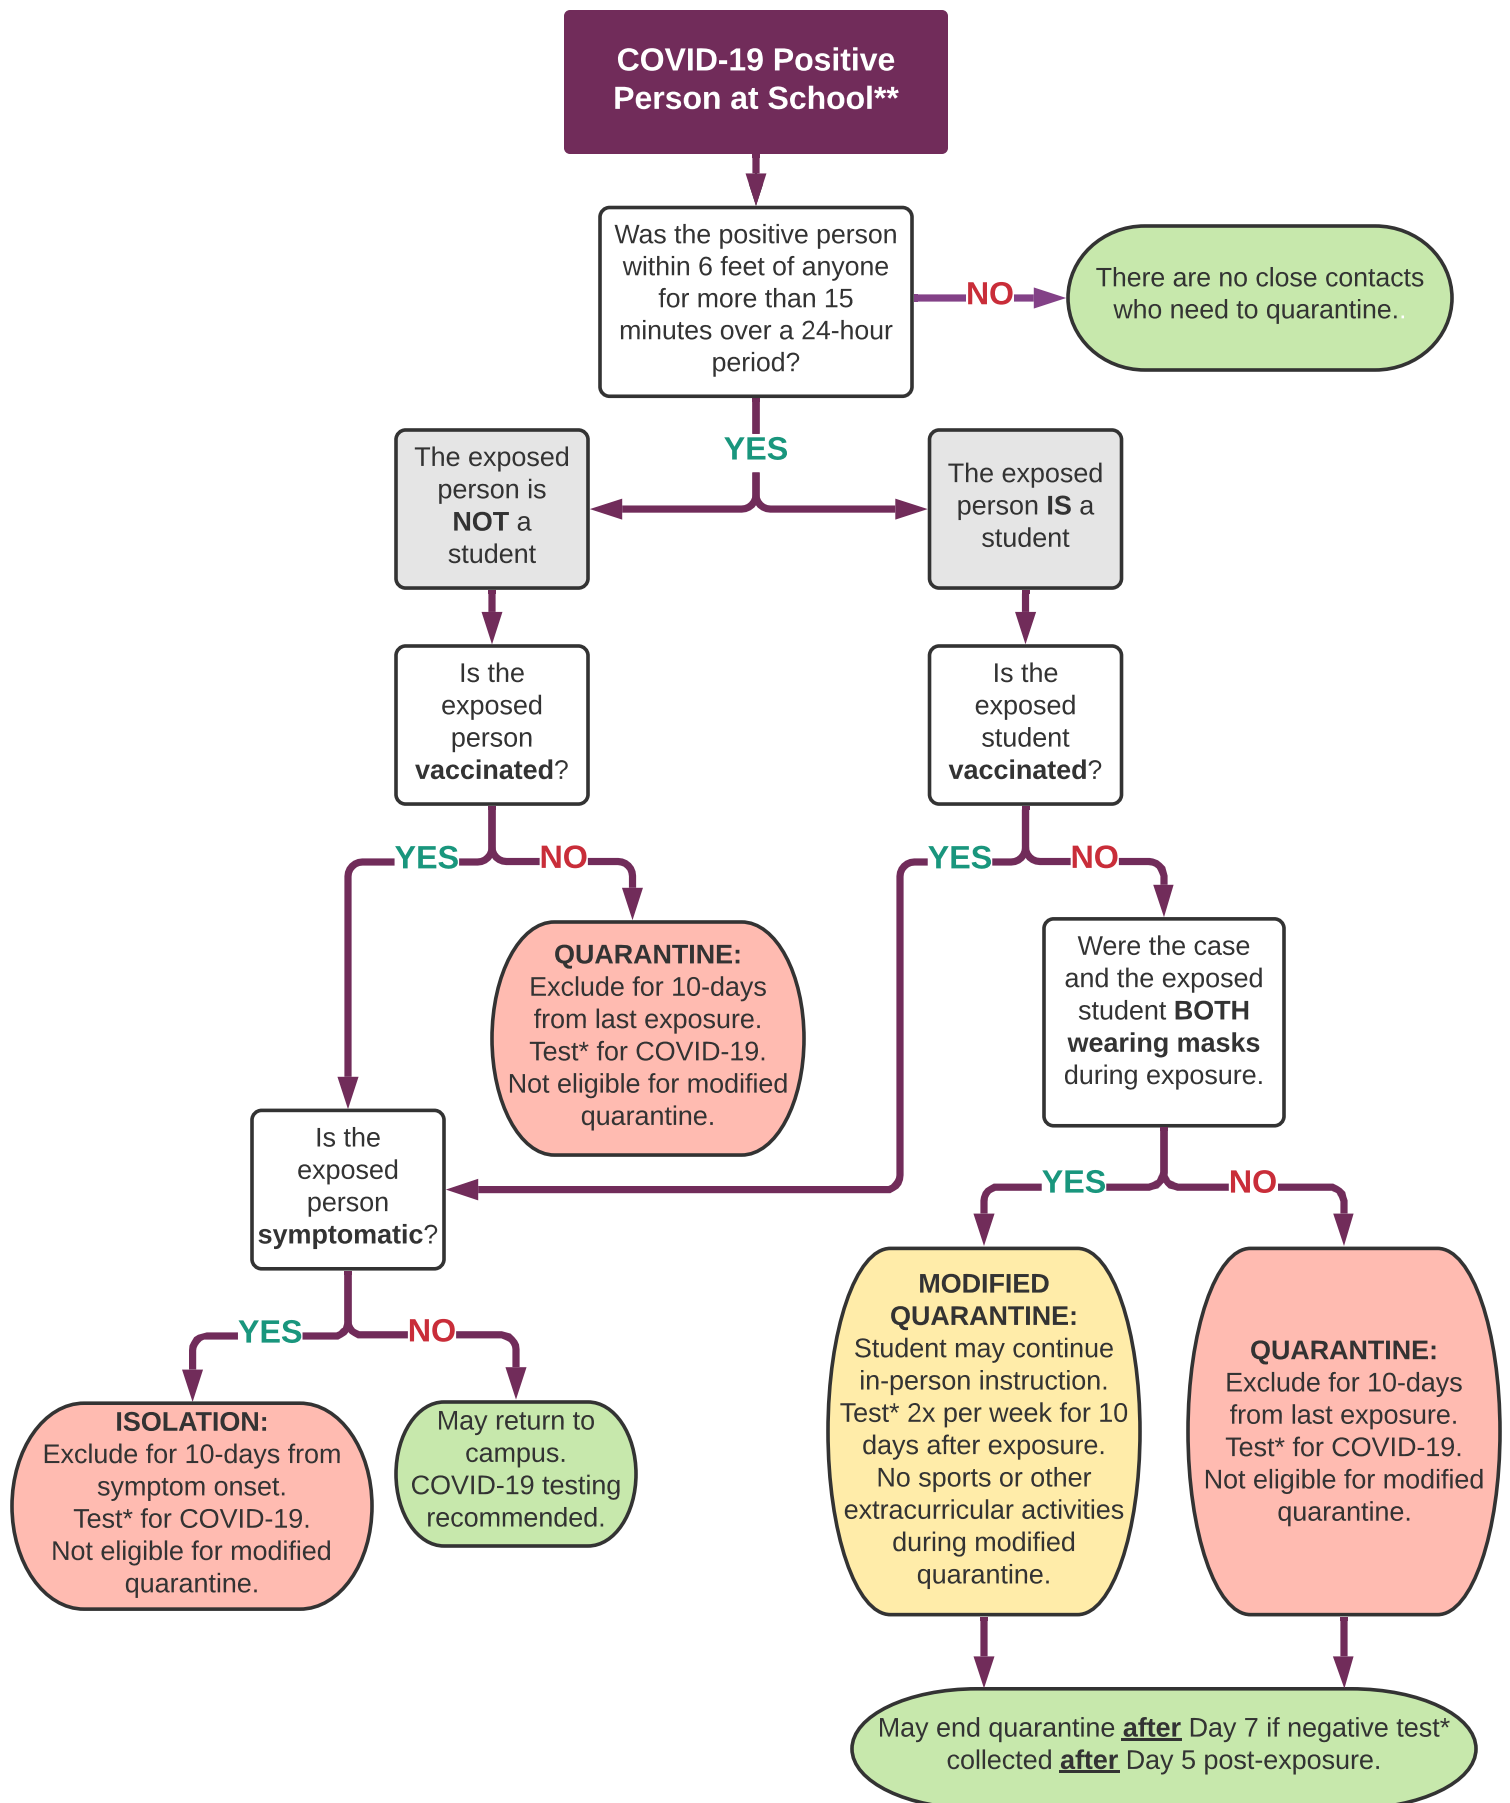 COVID-19 Positive
Person at School**
Was the positive person
within 6 feet of anyone
for more than 15
minutes over a 24-hour
period?
NO
There are no close contacts
who need to quarantine..
YES
The exposed
person is
NOT a
student
The exposed
person IS a
student
Is the
exposed
person
vaccinated?
Is the
exposed
student
vaccinated?
YES
NO
YES
NO
QUARANTINE:
Exclude for 10-days
from last exposure.
Test* for COVID-19.
Not eligible for modified
quarantine.
Were the case
and the exposed
student BOTH
wearing masks
during exposure.
Is the
exposed
person
symptomatic?
YES
NO
YES
NO
ISOLATION:
Exclude for 10-days from
symptom onset.
Test* for COVID-19.
Not eligible for modified
quarantine.
May return to
campus.
COVID-19 testing
recommended.
MODIFIED
QUARANTINE:
Student may continue
in-person instruction.
Test* 2x per week for 10
days after exposure.
No sports or other
extracurricular activities
during modified
quarantine.
QUARANTINE:
Exclude for 10-days
from last exposure.
Test* for COVID-19.
Not eligible for modified
quarantine.
May end quarantine after Day 7 if negative test*
collected after Day 5 post-exposure.